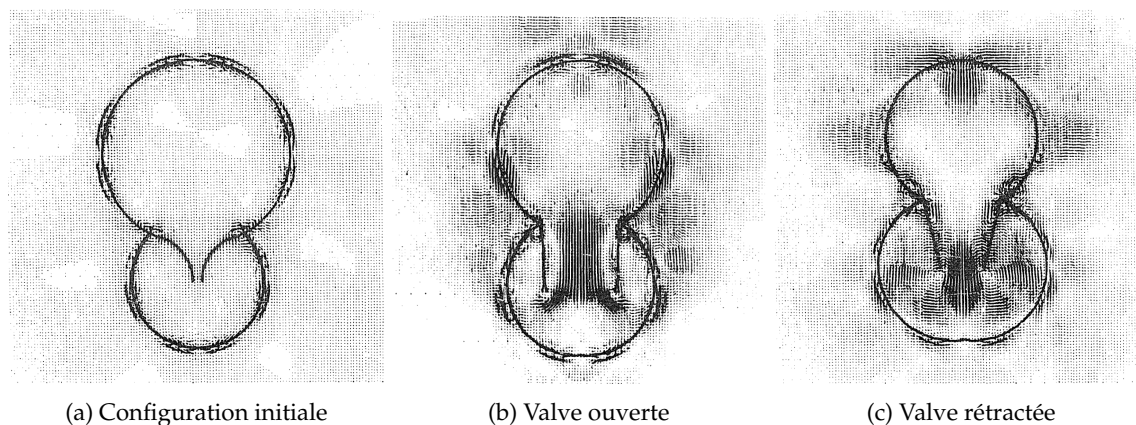 (a) Configuration initiale
(b) Valve ouverte
(c) Valve rétractée